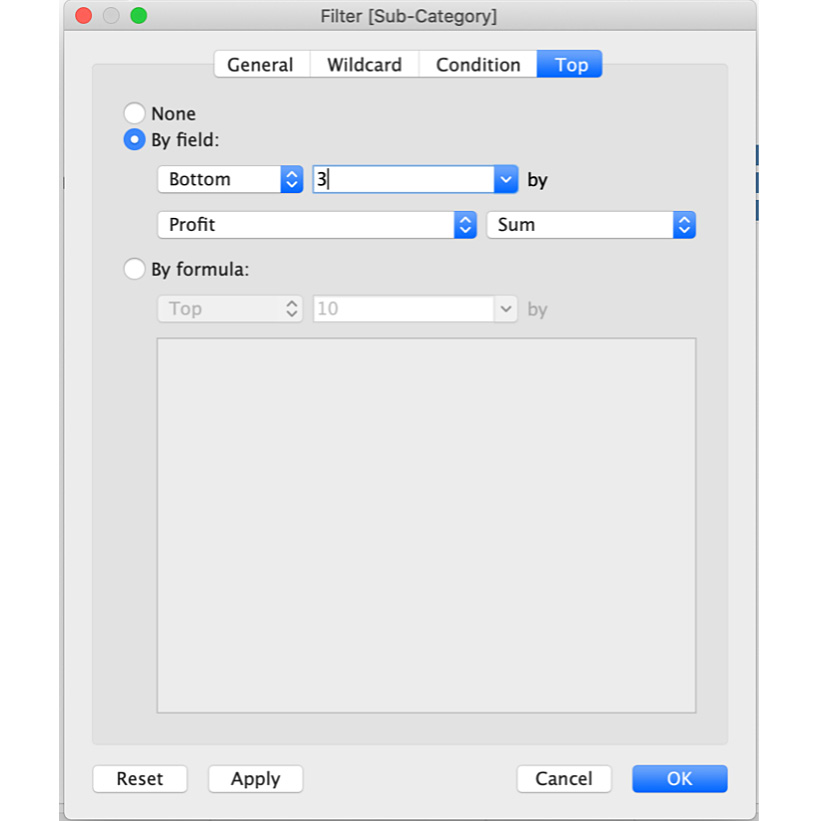 Filter [Sub-Category]
General Wildcard Condition Top
None
By field:
Bottom 3 by
Profit Sum
By formula:
Top 10 by
Reset Apply Cancel OK